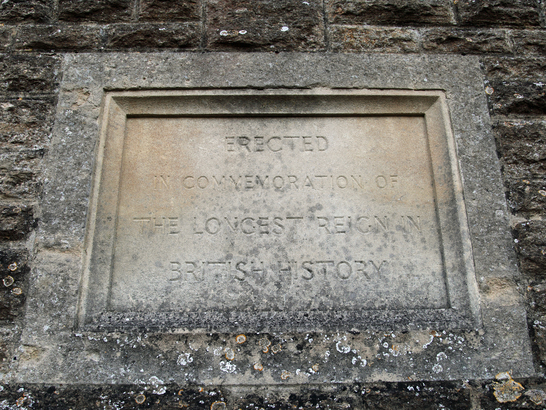 ERECTED
IN COMMEMORATION OF
THE LONGEST REIGN IN
BRITISH HISTORY